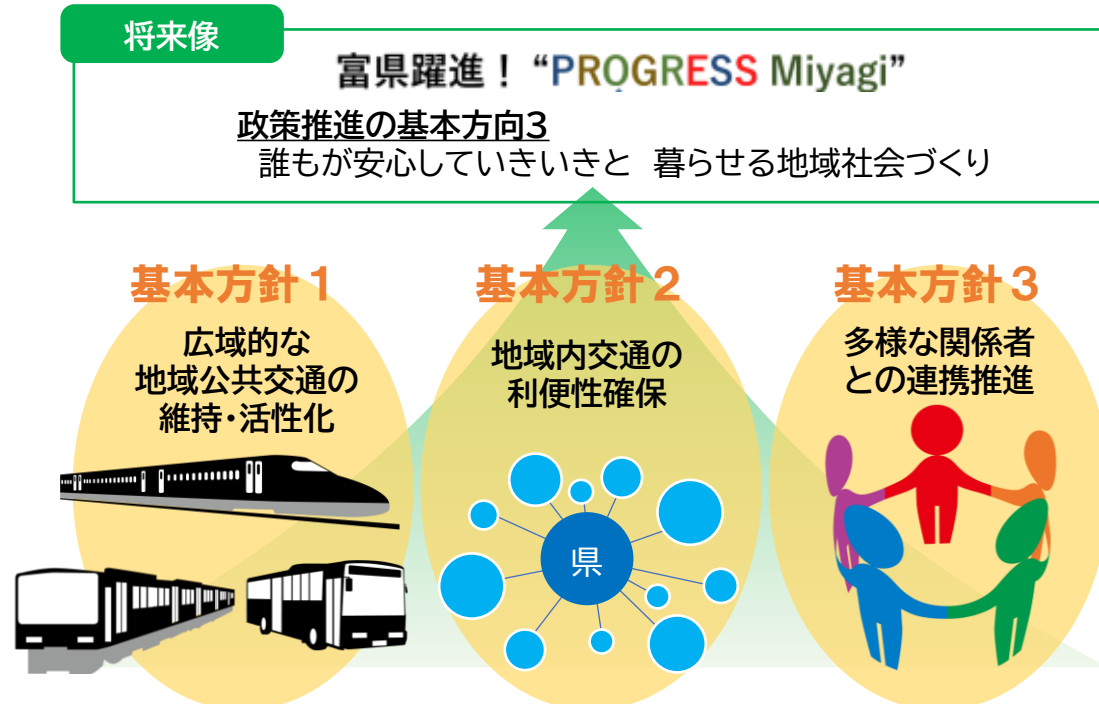 将来像
富県躍進！“PROGRESS Miyagi”
政策推進の基本方向3
誰もが安心していきいきと 暮らせる地域社会づくり
基本方針１
広域的な
地域公共交通の
維持・活性化
基本方針２
地域内交通の
利便性確保
県
基本方針３
多様な関係者
との連携推進